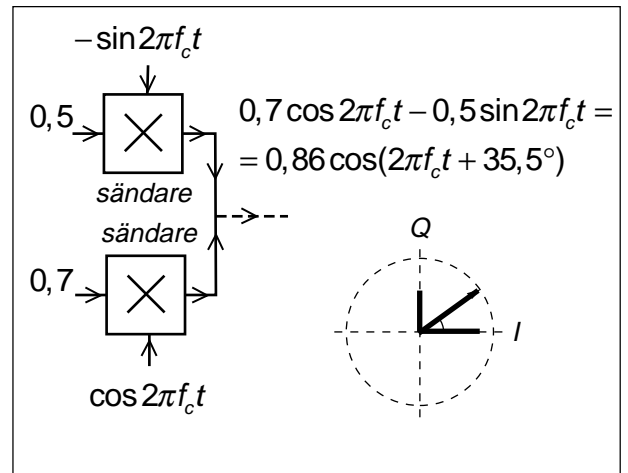 −sin2πf_ct
0,5
sändare
0,7cos2πf_ct − 0,5sin2πf_ct =
= 0,86cos(2πf_ct + 35,5°)
sändare
0,7
cos2πf_ct
Q
I